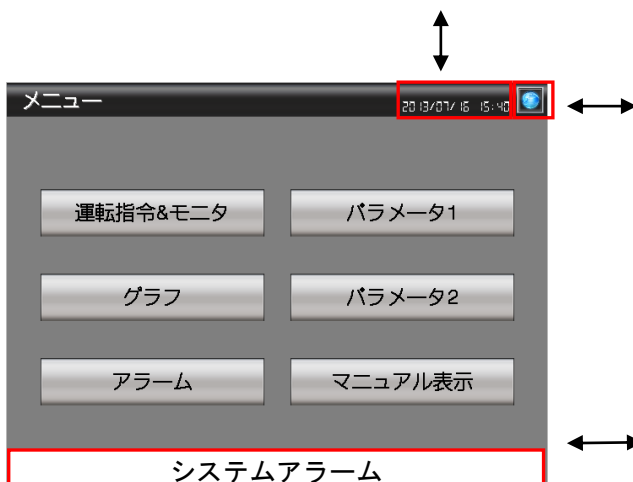 メニュー
2013/07/16 15:40
運転指令&モニタ
パラメータ1
グラフ
パラメータ2
アラーム
マニュアル表示
システムアラーム